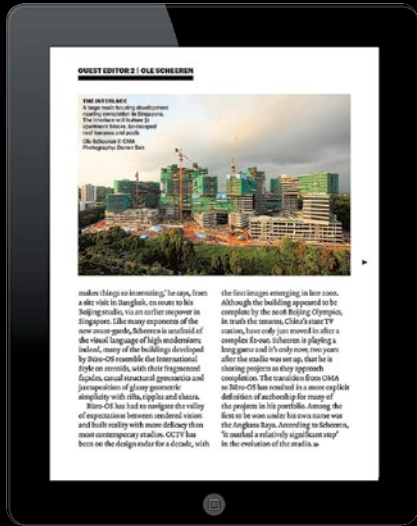 GUEST EDITOR 2 | OLE SCHEEREN
THE INTERLACE
A large-scale housing development
nearing completion in Singapore.
The Interlace will feature 31
apartment blocks, landscaped
roof terraces and pools
Ole Scheeren © OMA
Photography: Darren Soh
makes things so interesting,' he says, from
a site visit in Bangkok, en route to his
Beijing studio, via an earlier stopover in
Singapore. Like many exponents of the
new avant-garde, Scheeren is unafraid of
the visual language of high modernism;
indeed, many of the buildings developed
by Büro-OS resemble the International
Style on steroids, with their fragmented
façades, casual structural gymnastics and
juxtaposition of glassy geometric
simplicity with rifts, ripples and shears.
Büro-OS has had to navigate the valley
of expectations between rendered vision
and built reality with more delicacy than
most contemporary studios. CCTV has
been on the design radar for a decade, with
the first images emerging in late 2002.
Although the building appeared to be
complete by the 2008 Beijing Olympics,
in truth the tenants, China's state TV
station, have only just moved in after a
complex fit-out. Scheeren is playing a
long game and it's only now, two years
after the studio was set up, that he is
sharing projects as they approach
completion. The transition from OMA
to Büro-OS has resulted in a more explicit
definition of authorship for many of
the projects in his portfolio. Among the
first to be won under his own name was
the Angkasa Raya. According to Scheeren,
'it marked a relatively significant step'
in the evolution of the studio. »